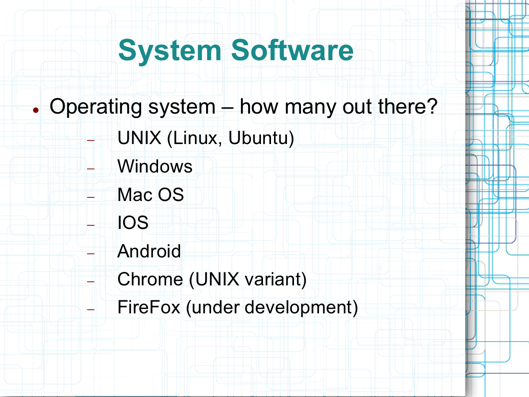 System Software
● Operating system – how many out there?
– UNIX (Linux, Ubuntu)
– Windows
– Mac OS
– IOS
– Android
– Chrome (UNIX variant)
– FireFox (under development)